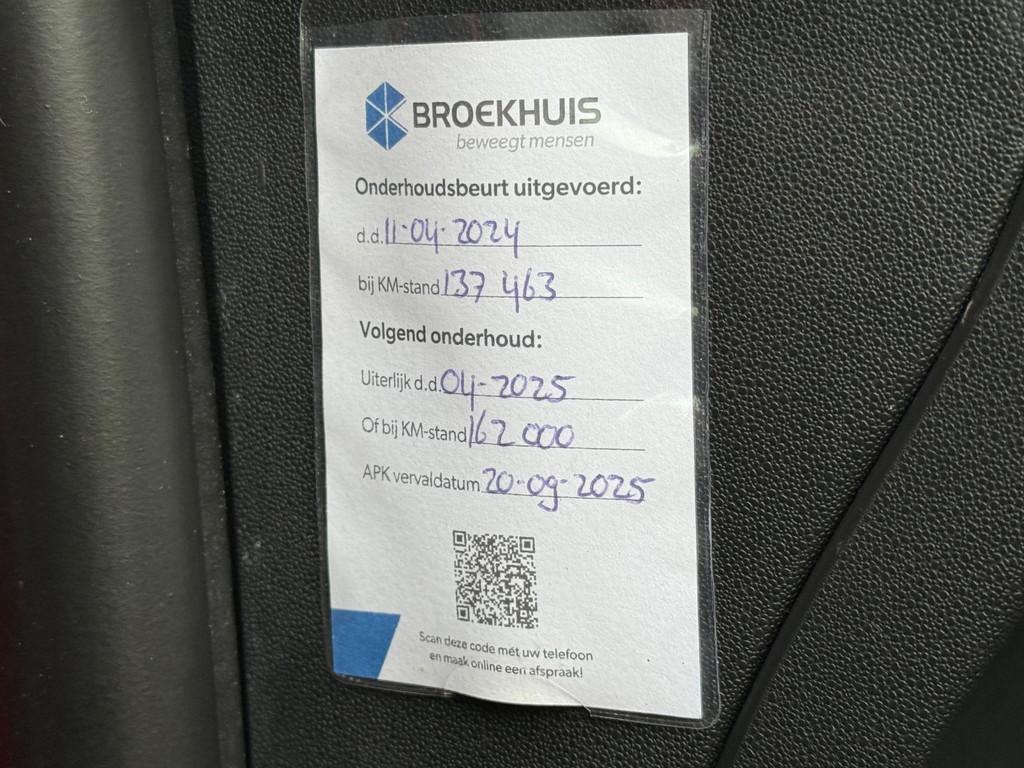 BROEKHUIS
beweegt mensen
Onderhoudsbeurt uitgevoerd:
d.d. 11-04-2024
bij KM-stand 137 463
Volgend onderhoud:
Uiterlijk d.d. 04-2025
Of bij KM-stand 162 000
APK vervaldatum 20-09-2025
Scan deze code met uw telefoon
en maak online een afspraak!